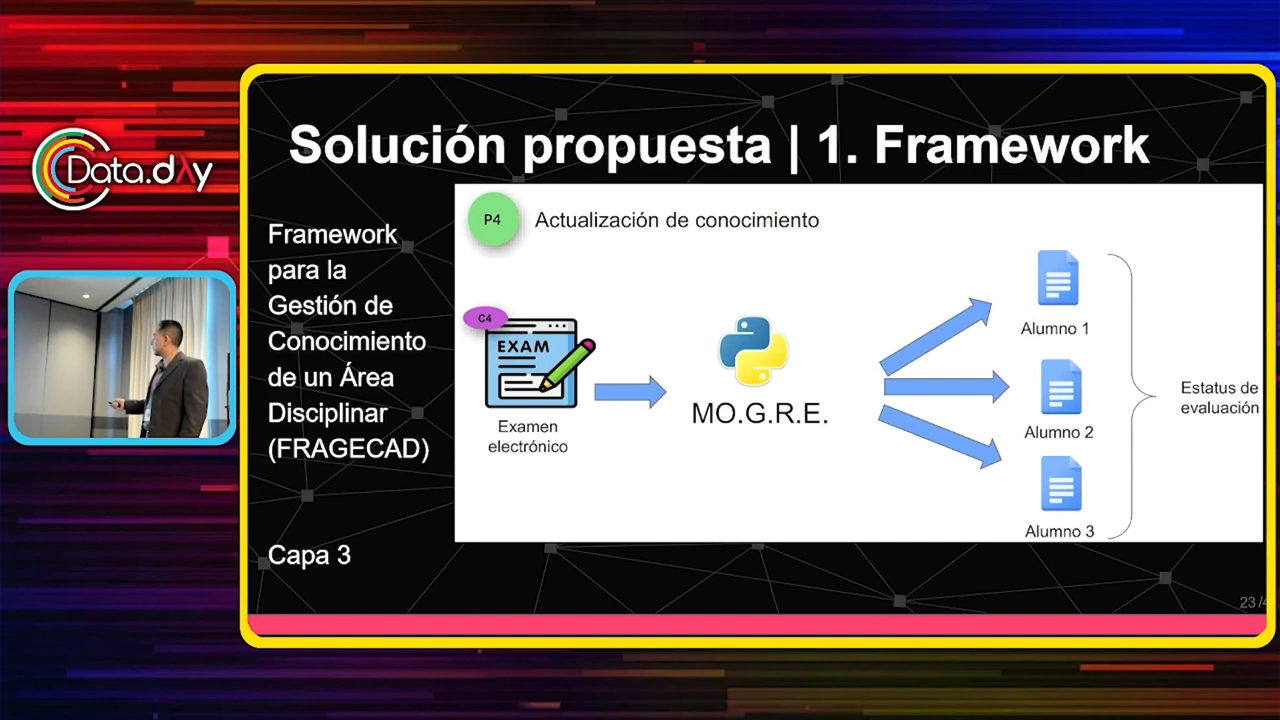 Data.dAy
Solución propuesta | 1. Framework
Framework
para la
Gestión de
Conocimiento
de un Área
Disciplinar
(FRAGECAD)
Capa 3
P4
Actualización de conocimiento
C4
EXAM
Examen
electrónico
MO.G.R.E.
Alumno 1
Alumno 2
Alumno 3
Estatus de
evaluación
23 /